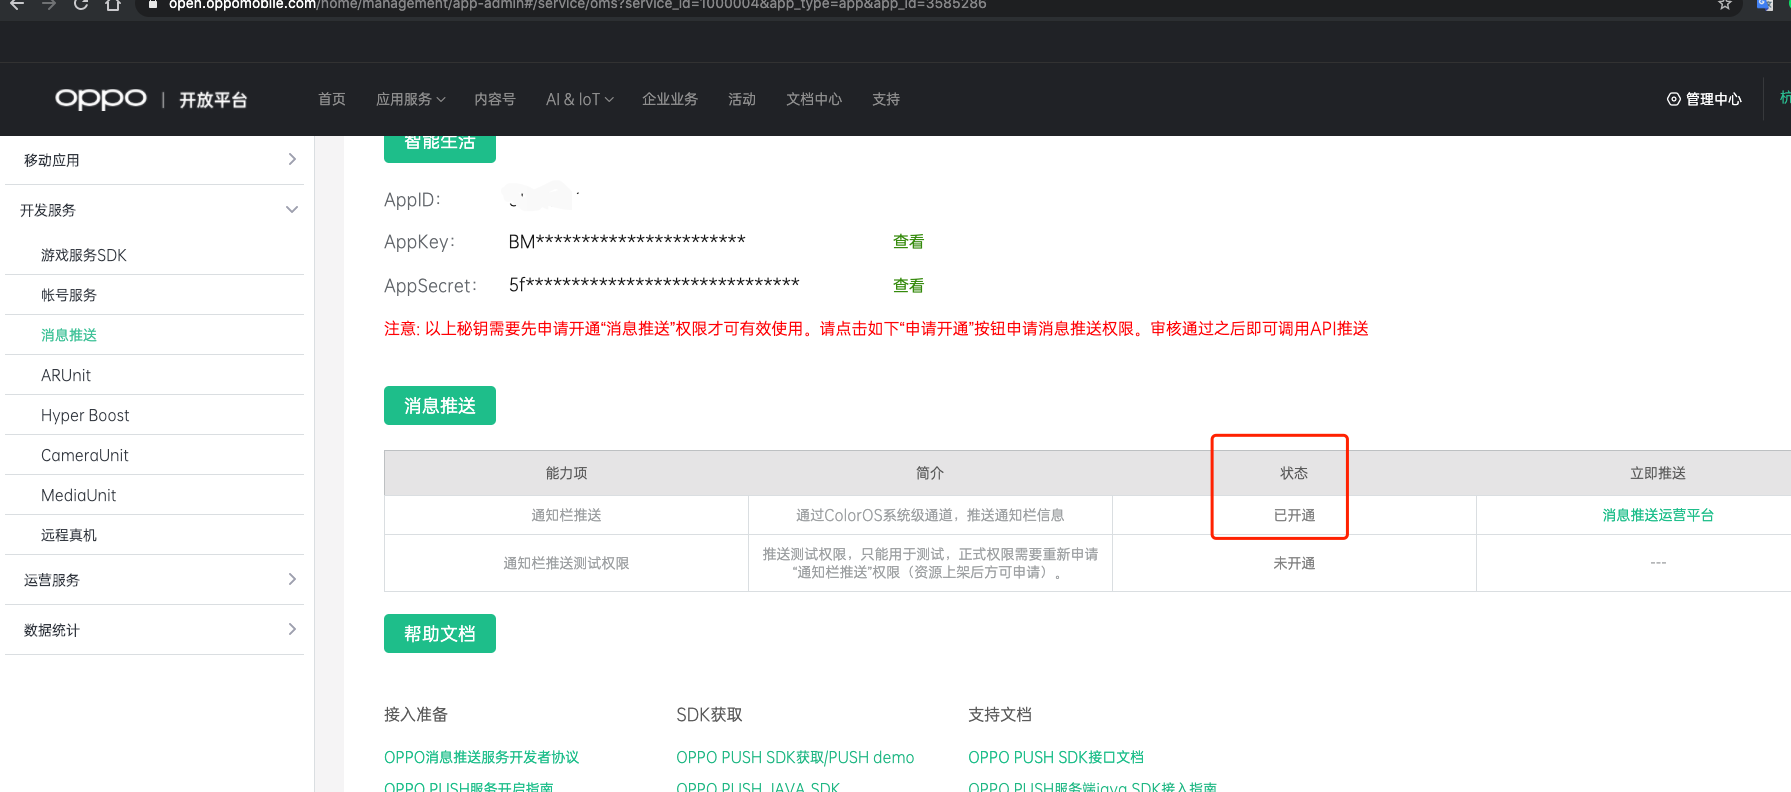 open.oppomobile.com/home/management/app-admin#/service/oms?service_id=1000004&app_type=app&app_id=3585286
oppo | 开放平台
首页
应用服务
内容号
AI & IoT
企业业务
活动
文档中心
支持
管理中心
杭
移动应用
开发服务
游戏服务SDK
帐号服务
消息推送
ARUnit
Hyper Boost
CameraUnit
MediaUnit
远程真机
运营服务
数据统计
智能生活
AppID:
AppKey: BM*********************** 查看
AppSecret: 5f****************************** 查看
注意: 以上秘钥需要先申请开通“消息推送”权限才可有效使用。请点击如下“申请开通”按钮申请消息推送权限。审核通过之后即可调用API推送
消息推送
能力项 简介 状态 立即推送
通知栏推送 通过ColorOS系统级通道，推送通知栏信息 已开通 消息推送运营平台
通知栏推送测试权限 推送测试权限，只能用于测试，正式权限需要重新申请 未开通 ---
“通知栏推送”权限（资源上架后方可申请）。
帮助文档
接入准备 SDK获取 支持文档
OPPO消息推送服务开发者协议 OPPO PUSH SDK获取/PUSH demo OPPO PUSH SDK接口文档
OPPO PUSH服务开启指南 OPPO PUSH JAVA SDK OPPO PUSH服务端java SDK接入指南